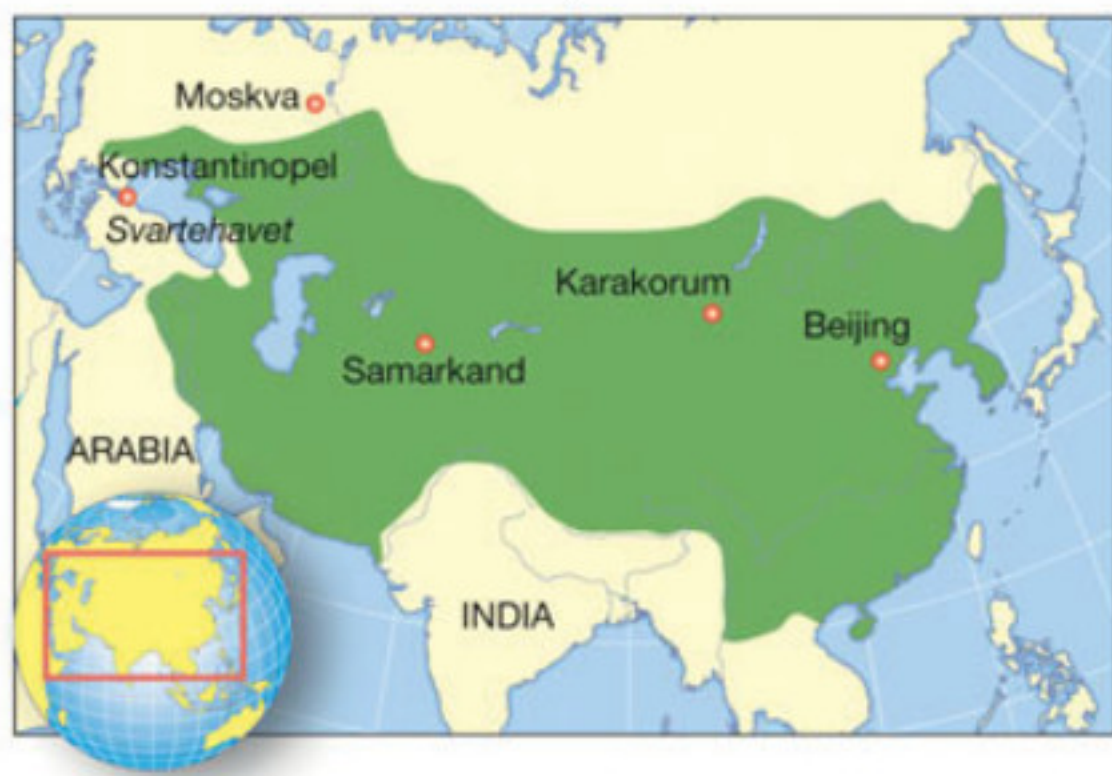 Moskva
Konstantinopel
Svartehavet
Karakorum
Beijing
Samarkand
ARABIA
INDIA